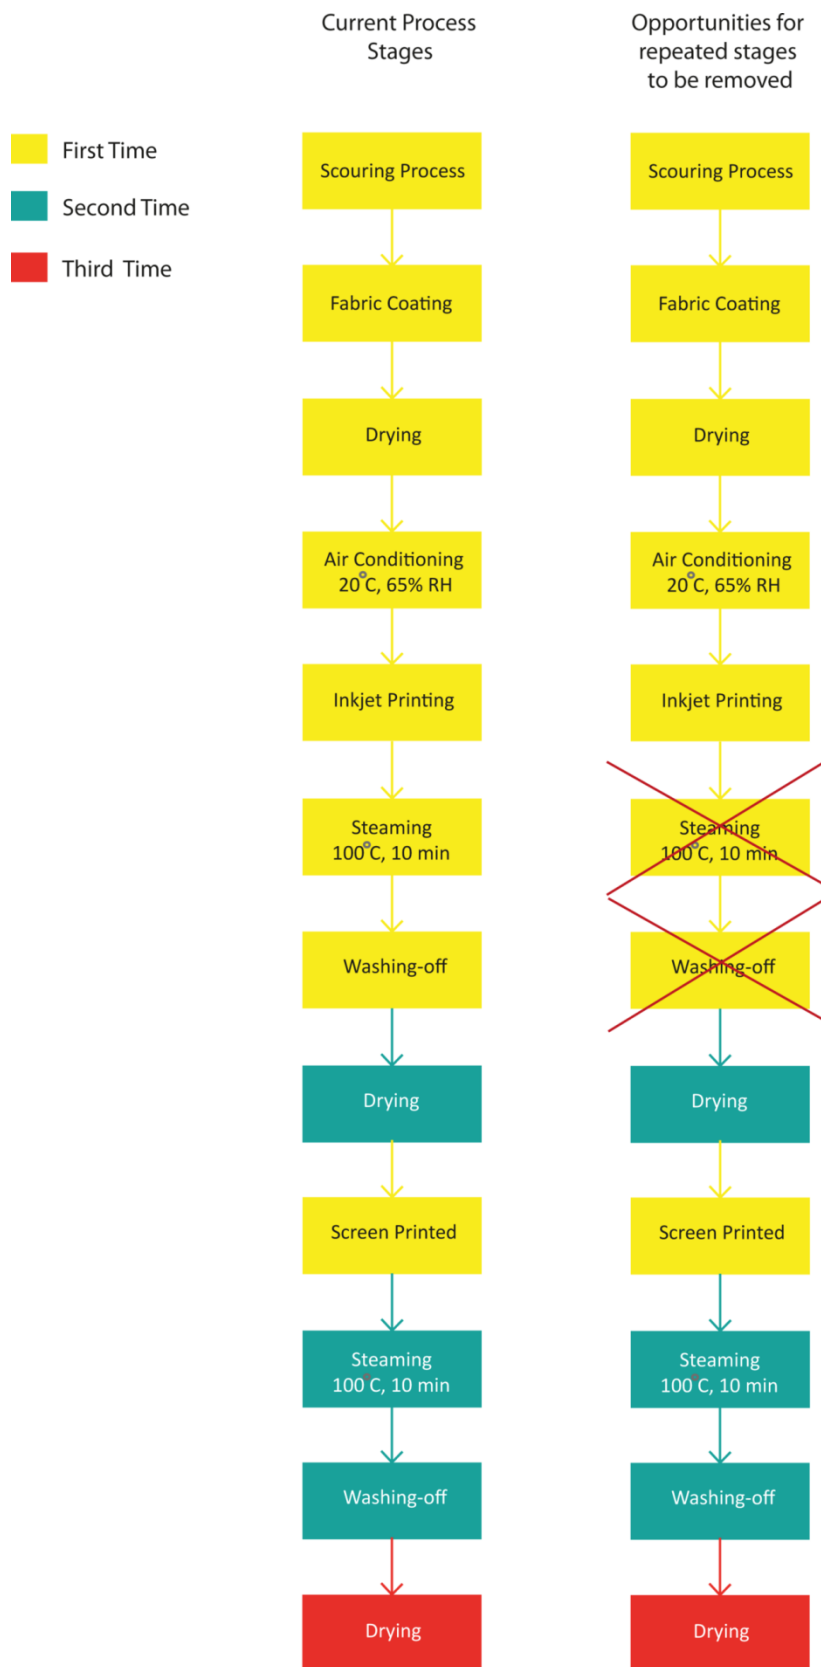 Current Process
Stages
Opportunities for
repeated stages
to be removed
First Time
Second Time
Third Time
Scouring Process
Fabric Coating
Drying
Air Conditioning
20°C, 65% RH
Inkjet Printing
Steaming
100°C, 10 min
Washing-off
Drying
Screen Printed
Steaming
100°C, 10 min
Washing-off
Drying
Scouring Process
Fabric Coating
Drying
Air Conditioning
20°C, 65% RH
Inkjet Printing
Steaming
100°C, 10 min
Washing-off
Drying
Screen Printed
Steaming
100°C, 10 min
Washing-off
Drying